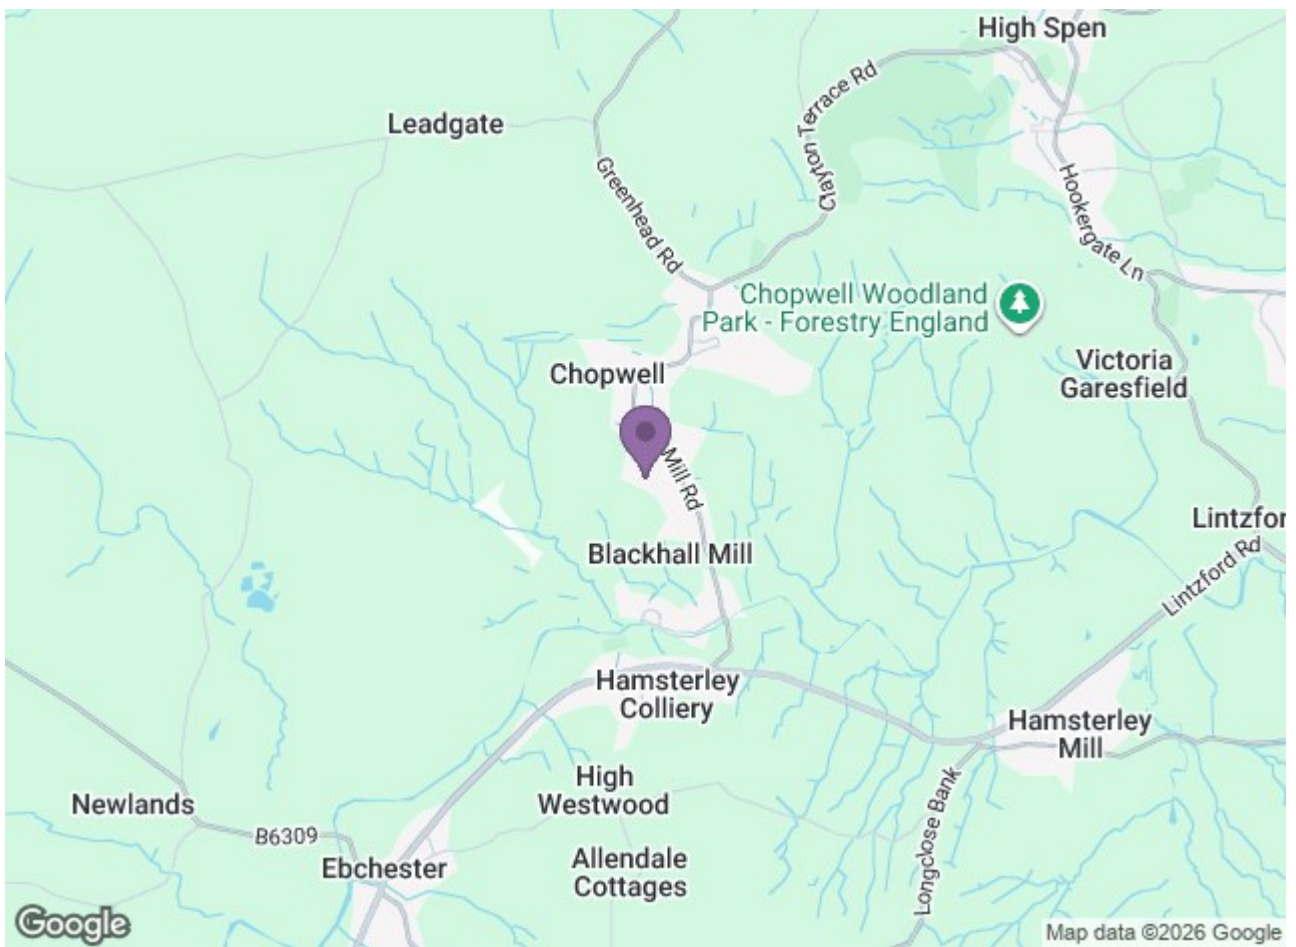 High Spen
Leadgate
Clayton Terrace Rd
Greenhead Rd
Hookergate Ln
Chopwell Woodland
Park - Forestry England
Victoria
Garesfield
Chopwell
Mill Rd
Lintzfor
Blackhall Mill
Lintzford Rd
Hamsterley
Colliery
Hamsterley
Mill
High
Westwood
Newlands
B6309
Longclose Bank
Ebchester
Allendale
Cottages
Google
Map data ©2026 Google